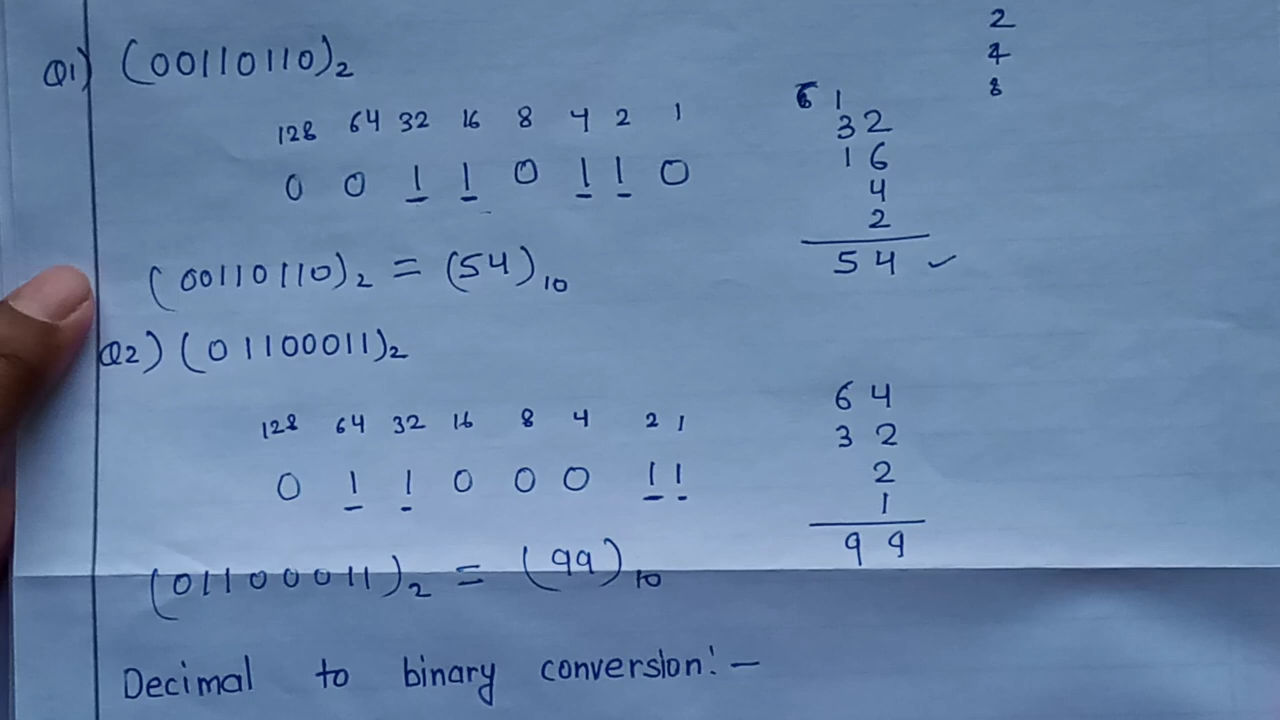 Q1) (00110110)2
128 64 32 16 8 4 2 1
0 0 1 1 0 1 1 0
(00110110)2 = (54)10
2
4
8
1
32
16
4
2
54 ✓
Q2) (01100011)2
128 64 32 16 8 4 2 1
0 1 1 0 0 0 1 1
(01100011)2 = (99)10
64
32
2
1
99
Decimal to binary conversion:-